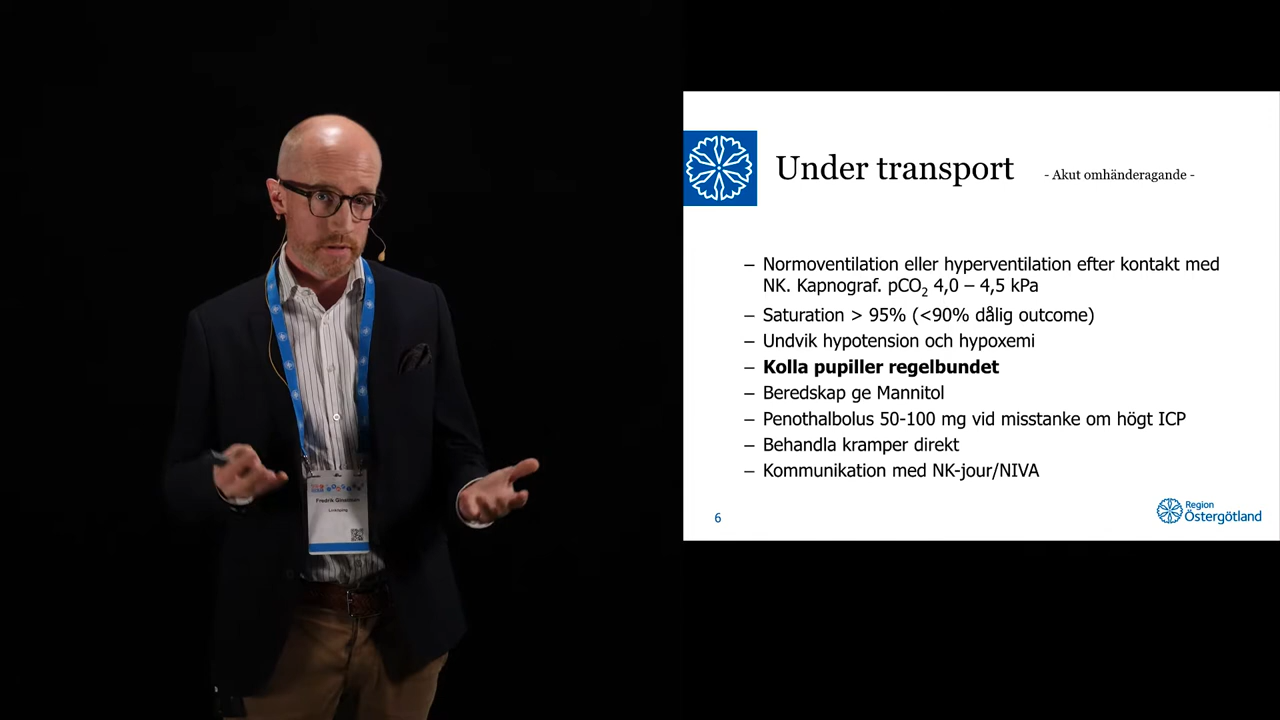 Under transport - Akut omhänderagande -
– Normoventilation eller hyperventilation efter kontakt med
NK. Kapnograf. pCO2 4,0 – 4,5 kPa
– Saturation > 95% (<90% dålig outcome)
– Undvik hypotension och hypoxemi
– Kolla pupiller regelbundet
– Beredskap ge Mannitol
– Penothalbolus 50-100 mg vid misstanke om högt ICP
– Behandla kramper direkt
– Kommunikation med NK-jour/NIVA
6
Region
Östergötland
Fredrik
Linköping